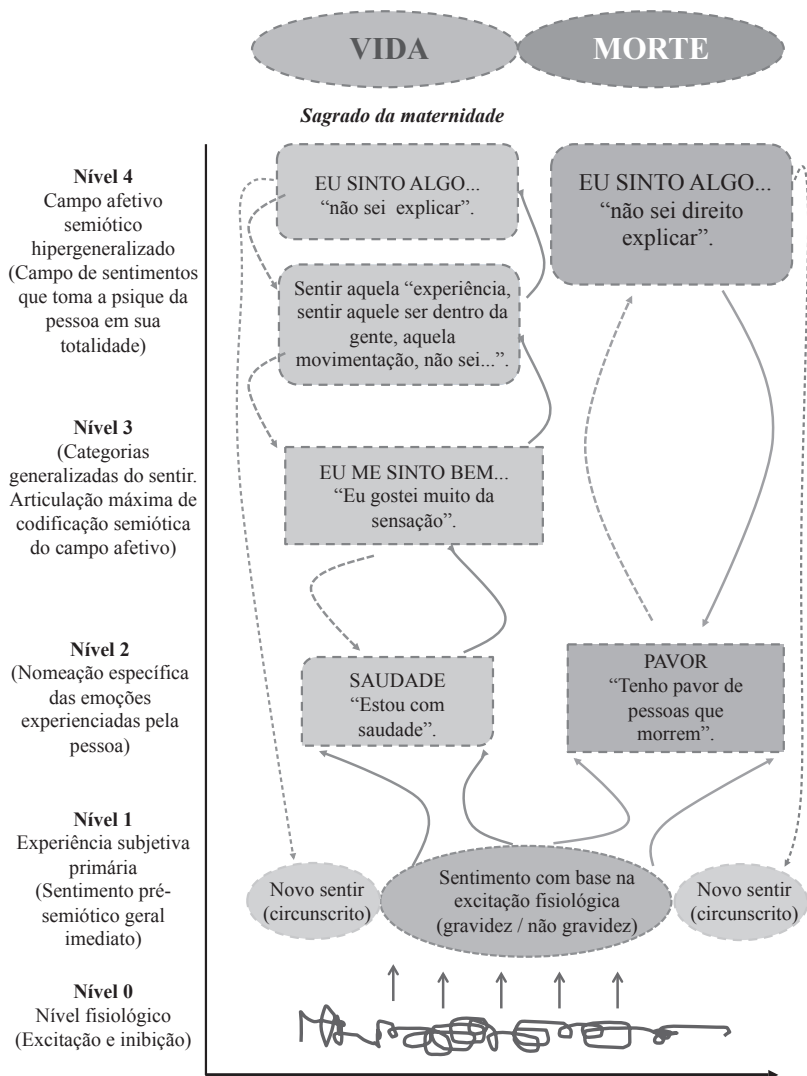 VIDA
MORTE
Sagrado da maternidade
Nível 4
Campo afetivo
semiótico
hipergeneralizado
(Campo de sentimentos
que toma a psique da
pessoa em sua
totalidade)
EU SINTO ALGO...
“não sei explicar”.
EU SINTO ALGO...
“não sei direito
explicar”.
Sentir aquela “experiência,
sentir aquele ser dentro da
gente, aquela
movimentação, não sei...”.
Nível 3
(Categorias
generalizadas do sentir.
Articulação máxima de
codificação semiótica
do campo afetivo)
EU ME SINTO BEM...
“Eu gostei muito da
sensação”.
Nível 2
(Nomeação específica
das emoções
experienciadas pela
pessoa)
SAUDADE
“Estou com
saudade”.
PAVOR
“Tenho pavor de
pessoas que
morrem”.
Nível 1
Experiência subjetiva
primária
(Sentimento pré-
semiótico geral
imediato)
Novo sentir
(circunscrito)
Sentimento com base na
excitação fisiológica
(gravidez / não gravidez)
Novo sentir
(circunscrito)
Nível 0
Nível fisiológico
(Excitação e inibição)